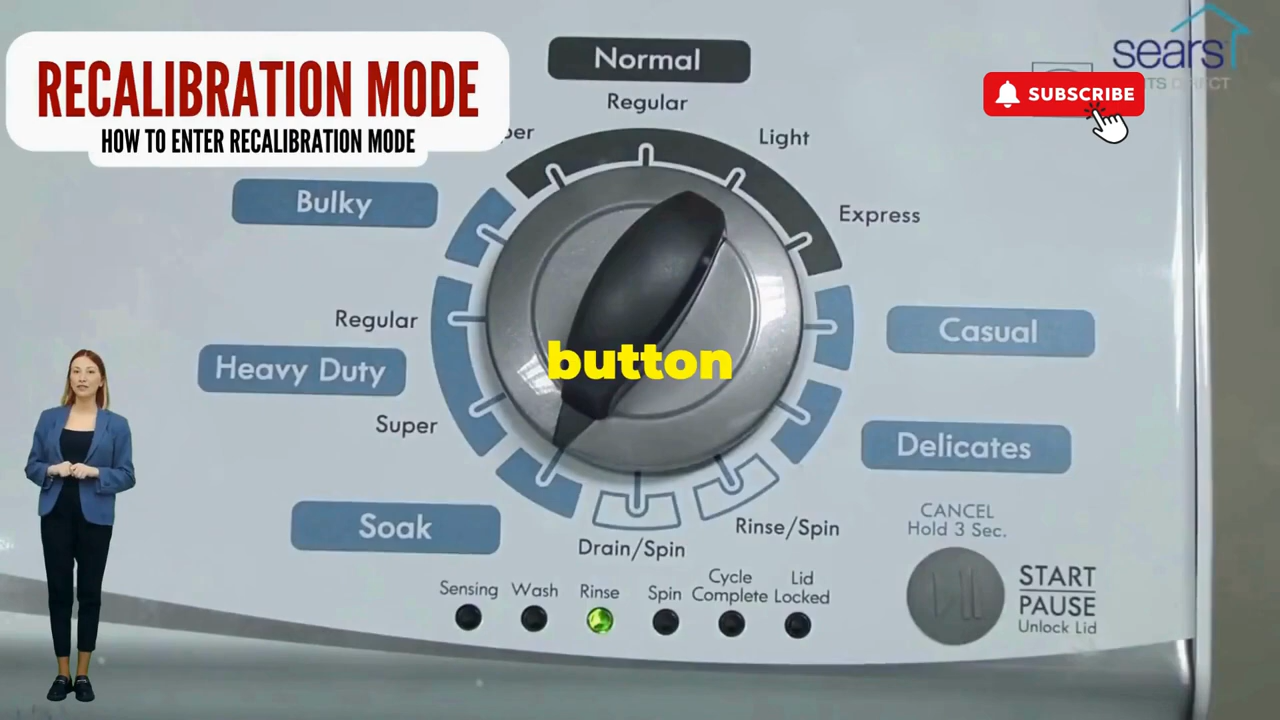 RECALIBRATION MODE
HOW TO ENTER RECALIBRATION MODE
sears
SUBSCRIBE
Normal
Regular
Light
Express
Bulky
Regular
Heavy Duty
Super
Soak
Casual
Delicates
Rinse/Spin
Drain/Spin
button
CANCEL
Hold 3 Sec.
START
PAUSE
Unlock Lid
Sensing
Wash
Rinse
Spin
Cycle
Complete
Lid
Locked